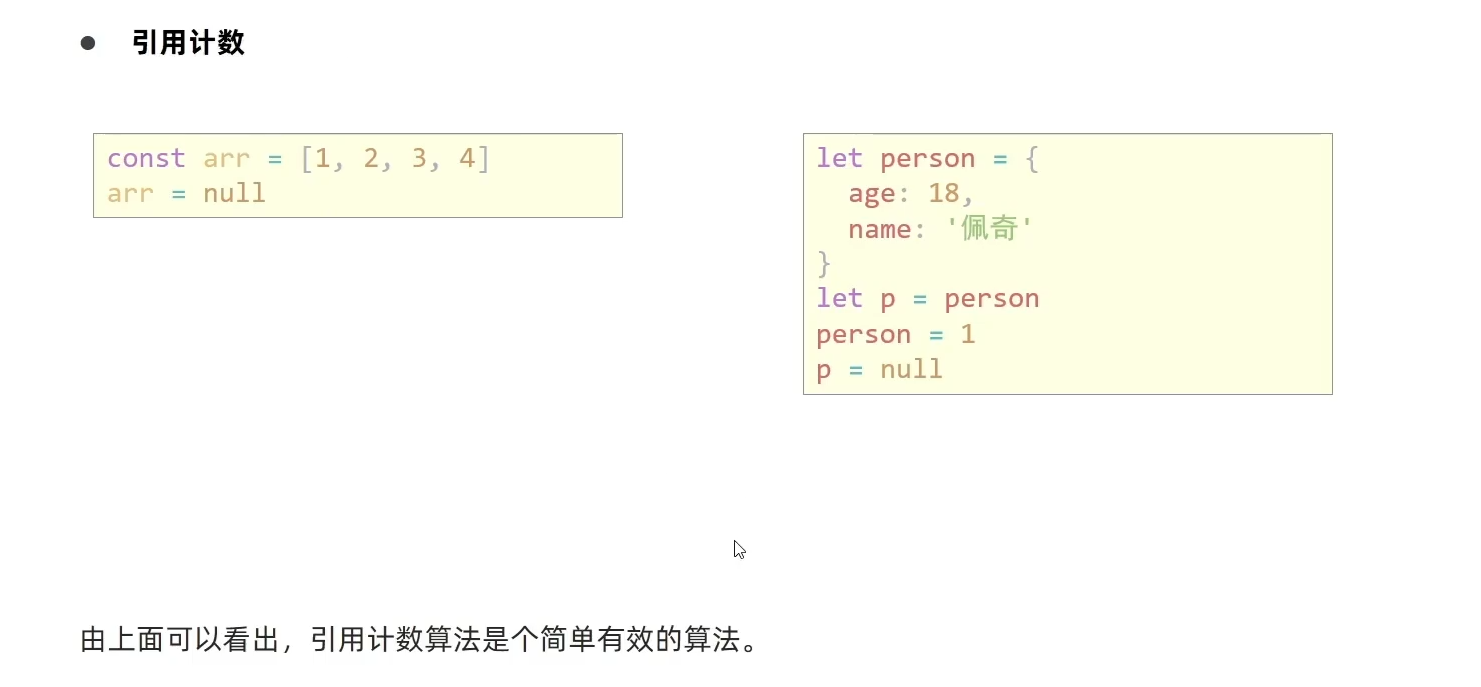 ● 引用计数
const arr = [1, 2, 3, 4]
arr = null
let person = {
  age: 18,
  name: '佩奇'
}
let p = person
person = 1
p = null
由上面可以看出，引用计数算法是个简单有效的算法。